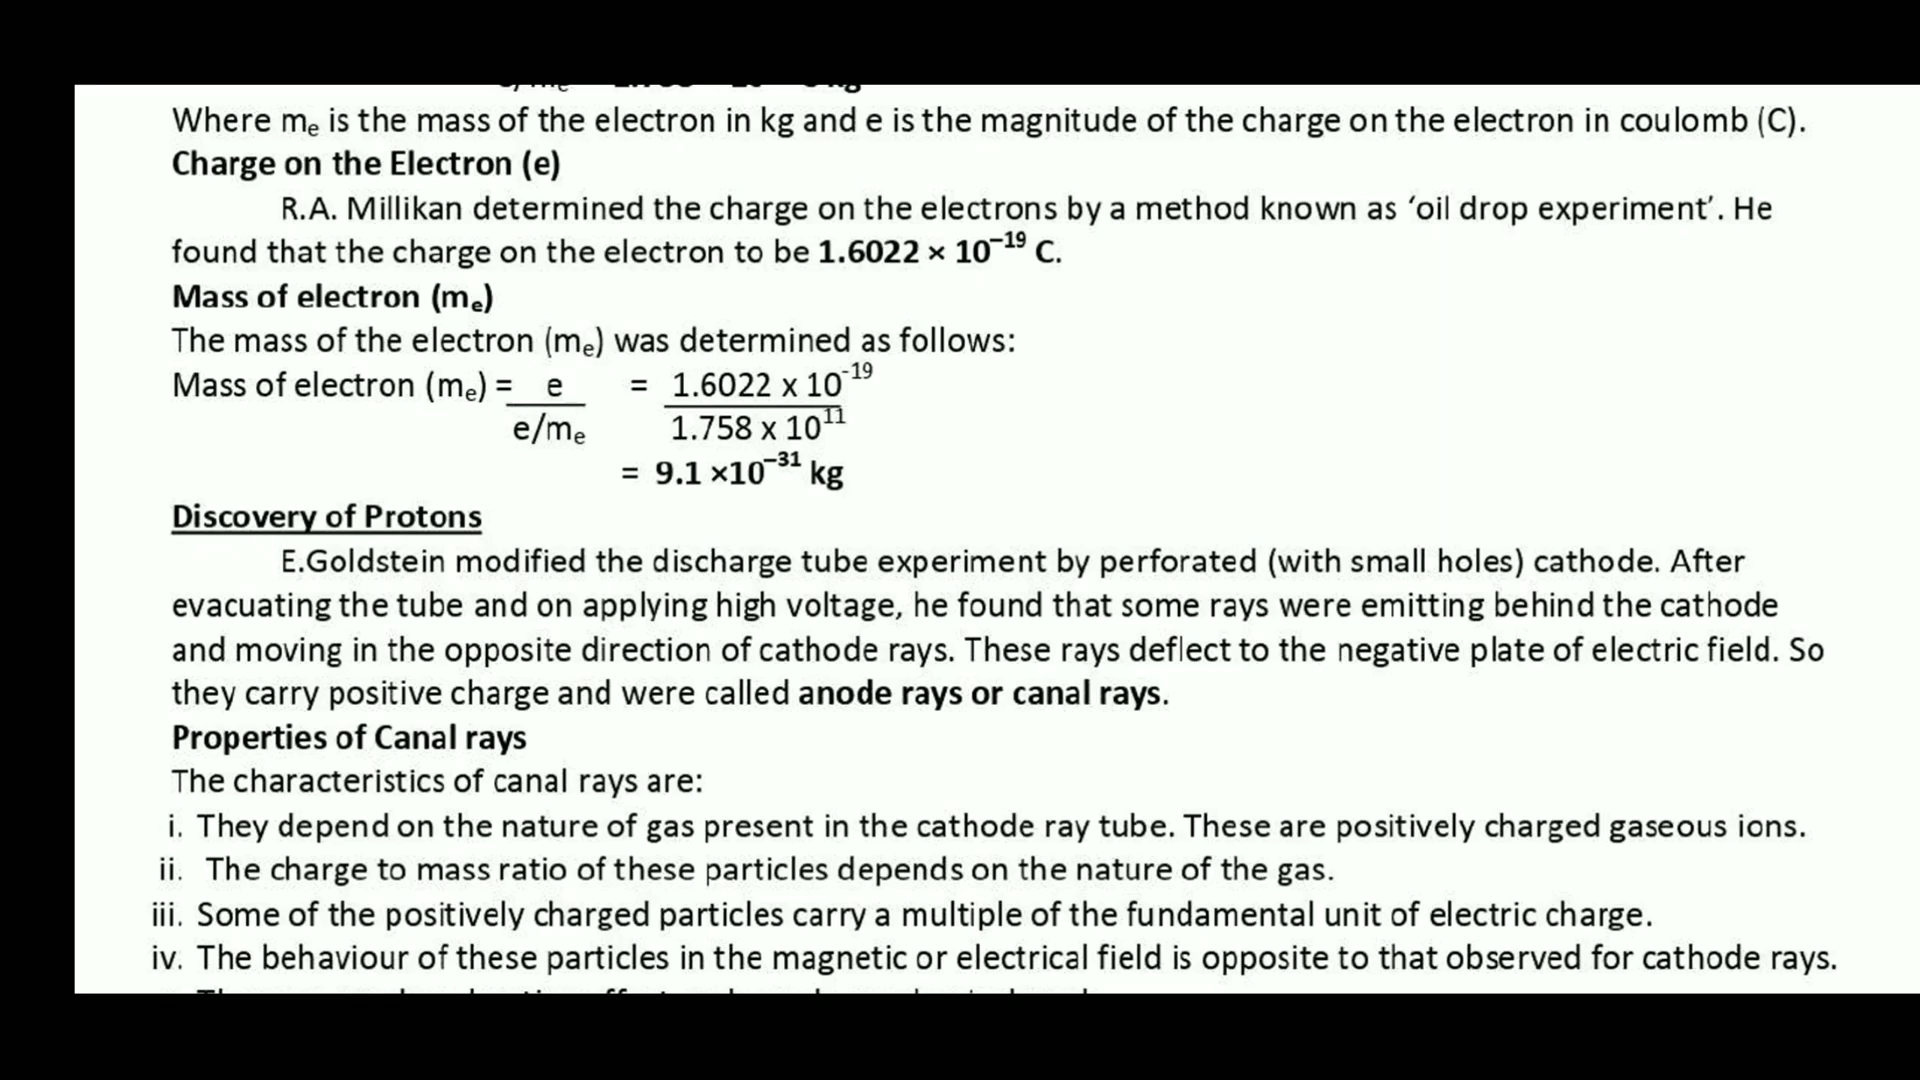 Where mₑ is the mass of the electron in kg and e is the magnitude of the charge on the electron in coulomb (C).
Charge on the Electron (e)
R.A. Millikan determined the charge on the electrons by a method known as ‘oil drop experiment’. He
found that the charge on the electron to be 1.6022 × 10⁻¹⁹ C.
Mass of electron (mₑ)
The mass of the electron (mₑ) was determined as follows:
Mass of electron (mₑ) = e = 1.6022 x 10⁻¹⁹
e/mₑ 1.758 x 10¹¹
= 9.1 ×10⁻³¹ kg
Discovery of Protons
E.Goldstein modified the discharge tube experiment by perforated (with small holes) cathode. After
evacuating the tube and on applying high voltage, he found that some rays were emitting behind the cathode
and moving in the opposite direction of cathode rays. These rays deflect to the negative plate of electric field. So
they carry positive charge and were called anode rays or canal rays.
Properties of Canal rays
The characteristics of canal rays are:
i. They depend on the nature of gas present in the cathode ray tube. These are positively charged gaseous ions.
ii. The charge to mass ratio of these particles depends on the nature of the gas.
iii. Some of the positively charged particles carry a multiple of the fundamental unit of electric charge.
iv. The behaviour of these particles in the magnetic or electrical field is opposite to that observed for cathode rays.